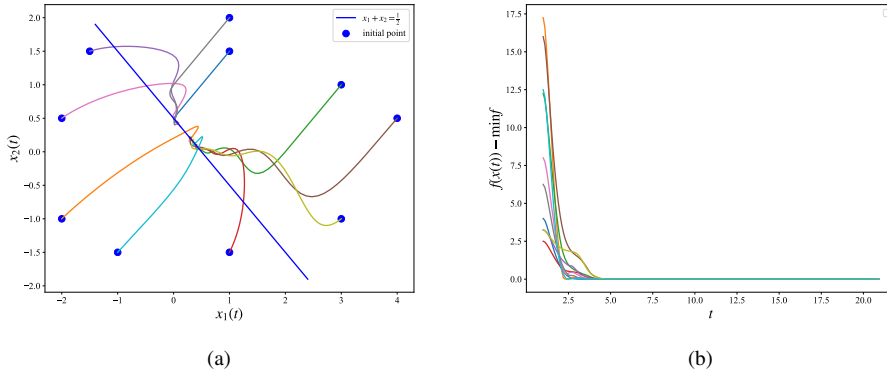 x₁ + x₂ = ½
initial point
2.0
1.5
1.0
0.5
0.0
−0.5
−1.0
−1.5
−2.0
x₂(t)
−2 −1 0 1 2 3 4
x₁(t)
(a)
17.5
15.0
12.5
10.0
7.5
5.0
2.5
0.0
f(x(t)) − minf
2.5 5.0 7.5 10.0 12.5 15.0 17.5 20.0
t
(b)